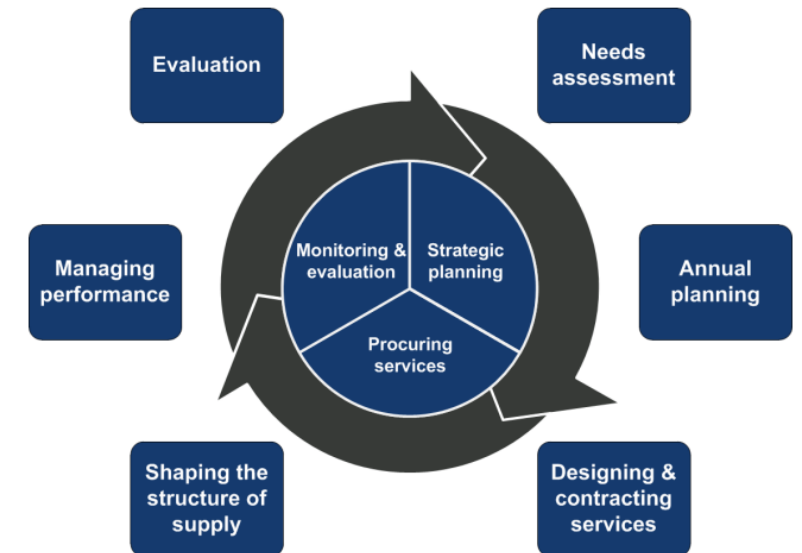 Evaluation
Needs
assessment
Monitoring &
evaluation
Strategic
planning
Managing
performance
Annual
planning
Procuring
services
Shaping the
structure of
supply
Designing &
contracting
services